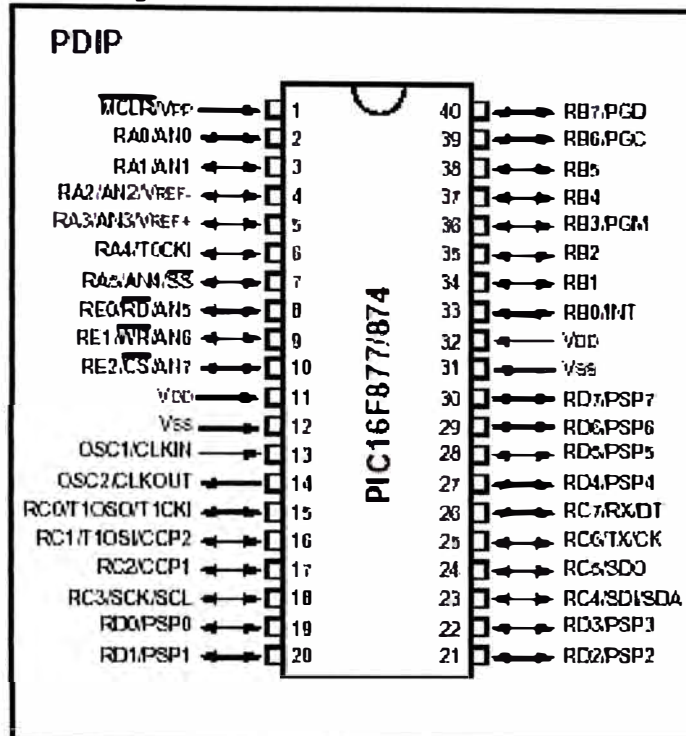 PDIP
MCLR/VPP 1
RA0/AN0 2
RA1/AN1 3
RA2/AN2/VREF- 4
RA3/AN3/VREF+ 5
RA4/T0CKI 6
RA5/AN4/SS 7
RE0/RD/AN5 8
RE1/WR/AN6 9
RE2/CS/AN7 10
VDD 11
VSS 12
OSC1/CLKIN 13
OSC2/CLKOUT 14
RC0/T1OSO/T1CKI 15
RC1/T1OSI/CCP2 16
RC2/CCP1 17
RC3/SCK/SCL 18
RD0/PSP0 19
RD1/PSP1 20
PIC16F877/874
40 RB7/PGD
39 RB6/PGC
38 RB5
37 RB4
36 RB3/PGM
35 RB2
34 RB1
33 RB0/INT
32 VDD
31 VSS
30 RD7/PSP7
29 RD6/PSP6
28 RD5/PSP5
27 RD4/PSP4
26 RC7/RX/DT
25 RC6/TX/CK
24 RC5/SDO
23 RC4/SDI/SDA
22 RD3/PSP3
21 RD2/PSP2